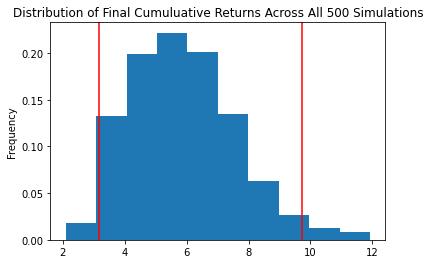 Distribution of Final Cumuluative Returns Across All 500 Simulations
Frequency
0.20
0.15
0.10
0.05
0.00
2 4 6 8 10 12